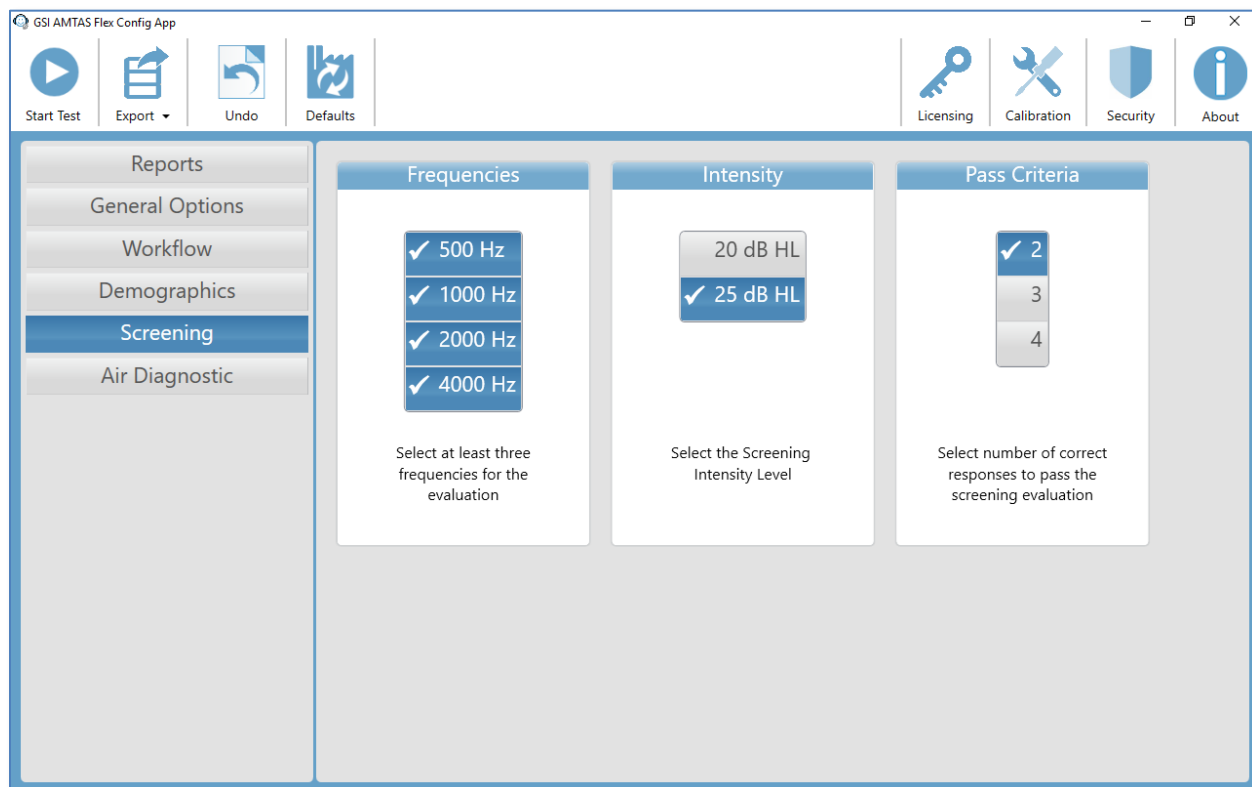 GSI AMTAS Flex Config App
Start Test
Export
Undo
Defaults
Licensing
Calibration
Security
About
Reports
General Options
Workflow
Demographics
Screening
Air Diagnostic
Frequencies
500 Hz
1000 Hz
2000 Hz
4000 Hz
Select at least three
frequencies for the
evaluation
Intensity
20 dB HL
25 dB HL
Select the Screening
Intensity Level
Pass Criteria
2
3
4
Select number of correct
responses to pass the
screening evaluation